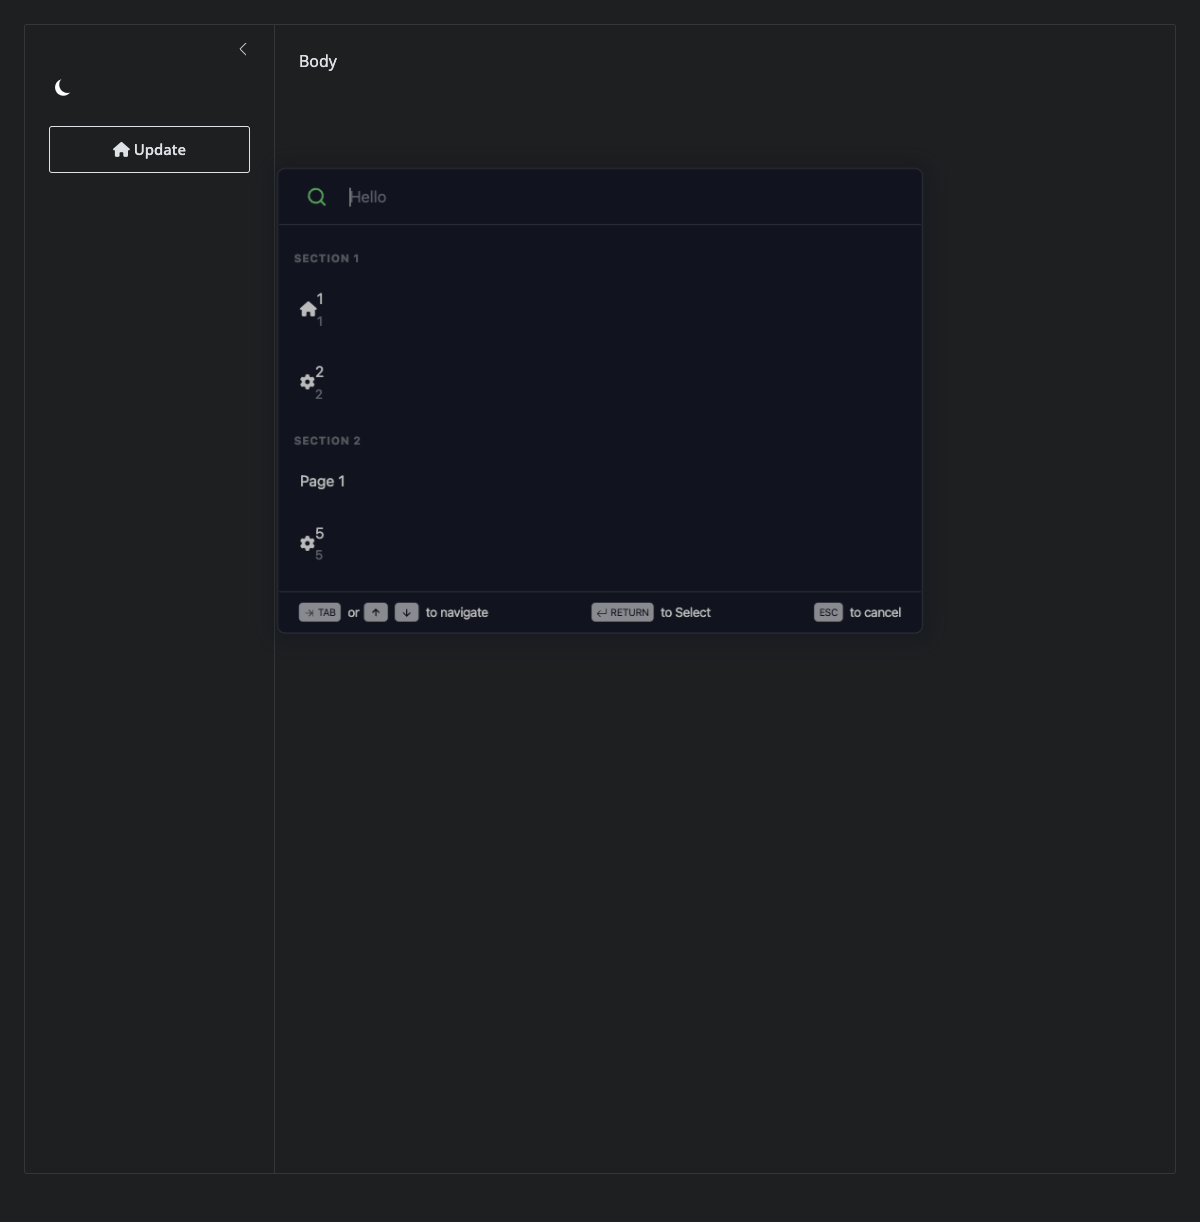 Body
Update
Hello
SECTION 1
1
1
2
2
SECTION 2
Page 1
5
5
TAB or to navigate RETURN to Select ESC to cancel